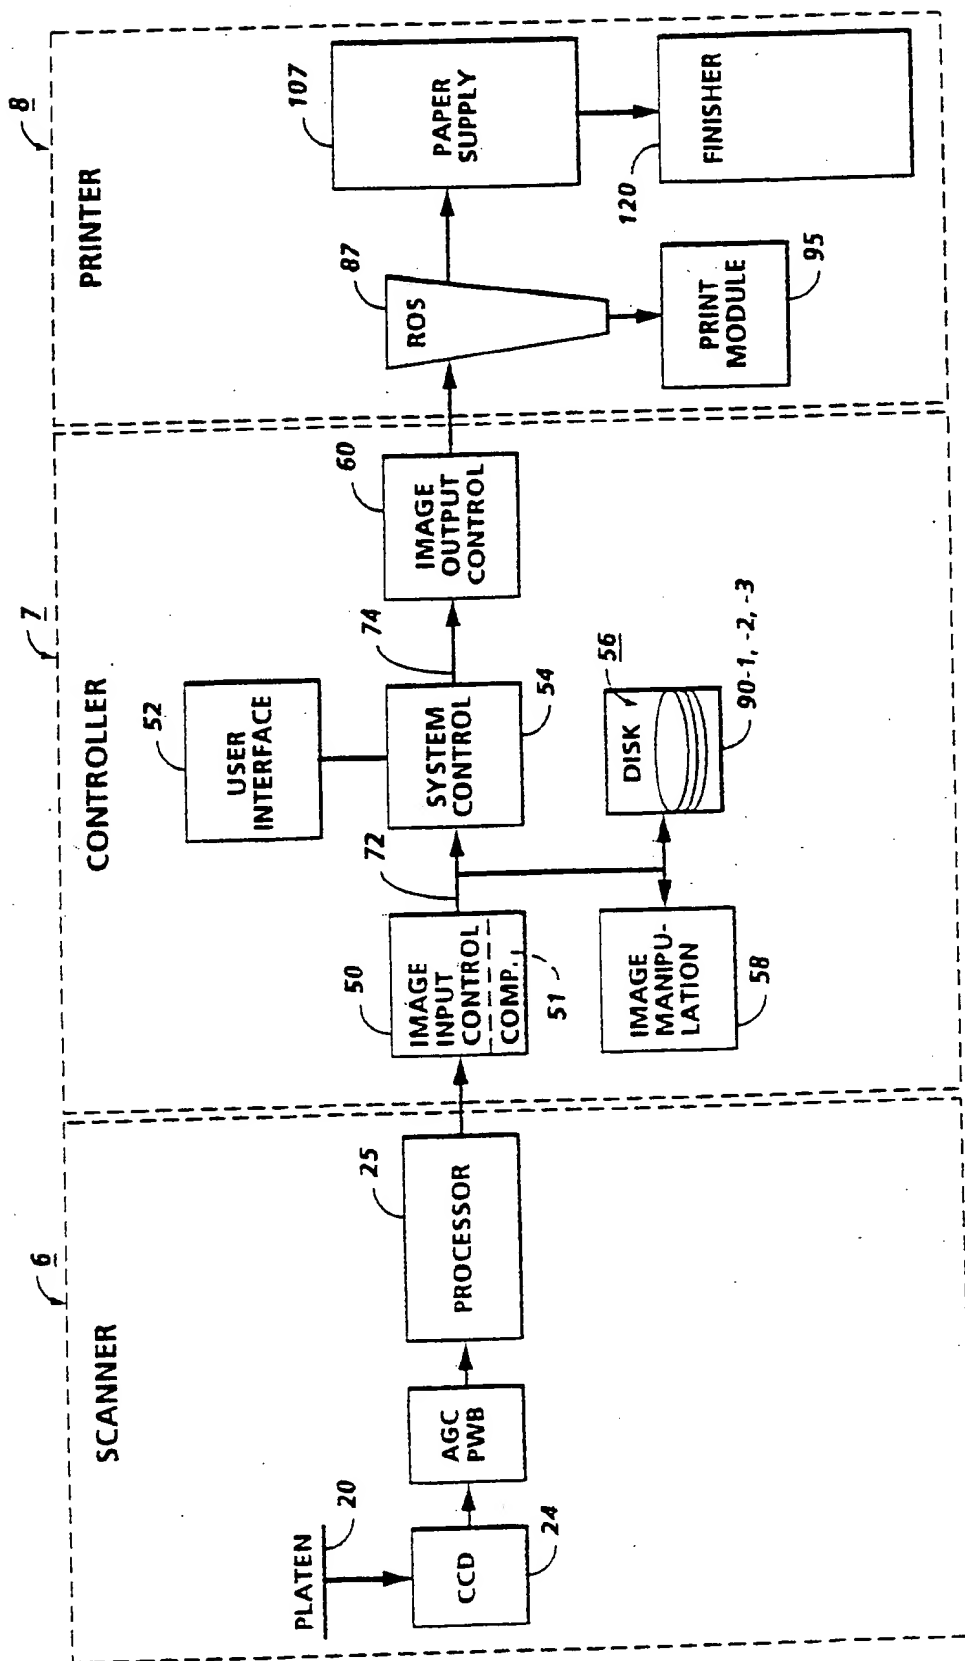 6
SCANNER
PLATEN
20
CCD
24
AGC
PWB
PROCESSOR
25
7
CONTROLLER
IMAGE
INPUT
CONTROL
COMP.
50
51
72
USER
INTERFACE
52
SYSTEM
CONTROL
54
74
IMAGE
MANIPU-
LATION
58
DISK
56
90-1, -2, -3
IMAGE
OUTPUT
CONTROL
60
8
PRINTER
ROS
87
PRINT
MODULE
95
PAPER
SUPPLY
107
FINISHER
120